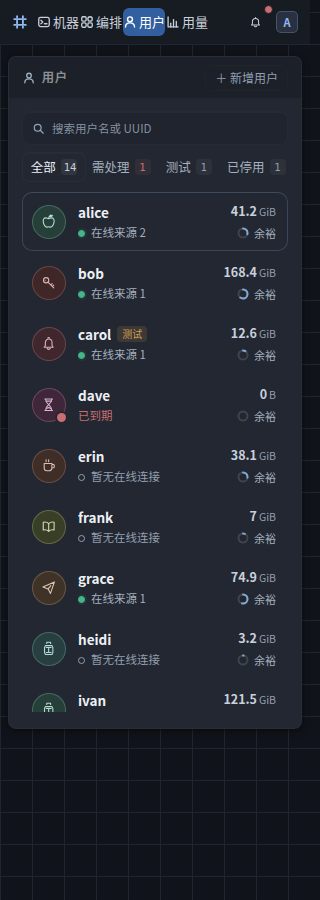 机器 编排 用户 用量 A
用户 + 新增用户
搜索用户名或 UUID
全部 14 需处理 1 测试 1 已停用 1
alice 41.2 GiB
在线来源 2 余裕
bob 168.4 GiB
在线来源 1 余裕
carol 测试 12.6 GiB
在线来源 1 余裕
dave 0 B
已到期 余裕
erin 38.1 GiB
暂无在线连接 余裕
frank 7 GiB
暂无在线连接 余裕
grace 74.9 GiB
在线来源 1 余裕
heidi 3.2 GiB
暂无在线连接 余裕
ivan 121.5 GiB